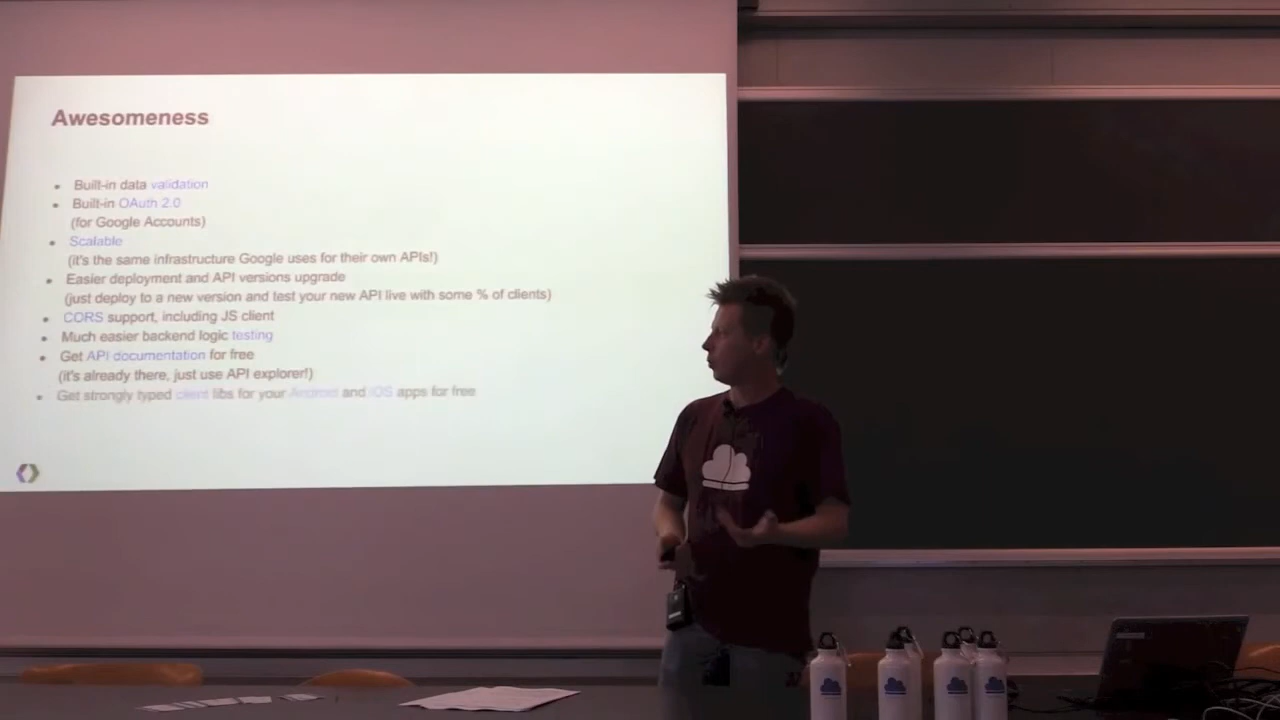 Awesomeness
Built-in data validation
Built-in OAuth 2.0
(for Google Accounts)
Scalable
(it's the same infrastructure Google uses for their own APIs!)
Easier deployment and API versions upgrade
(just deploy to a new version and test your new API live with some % of clients)
CORS support, including JS client
Much easier backend logic testing
Get API documentation for free
(it's already there, just use API explorer!)
Get strongly typed client libs for your Android and iOS apps for free